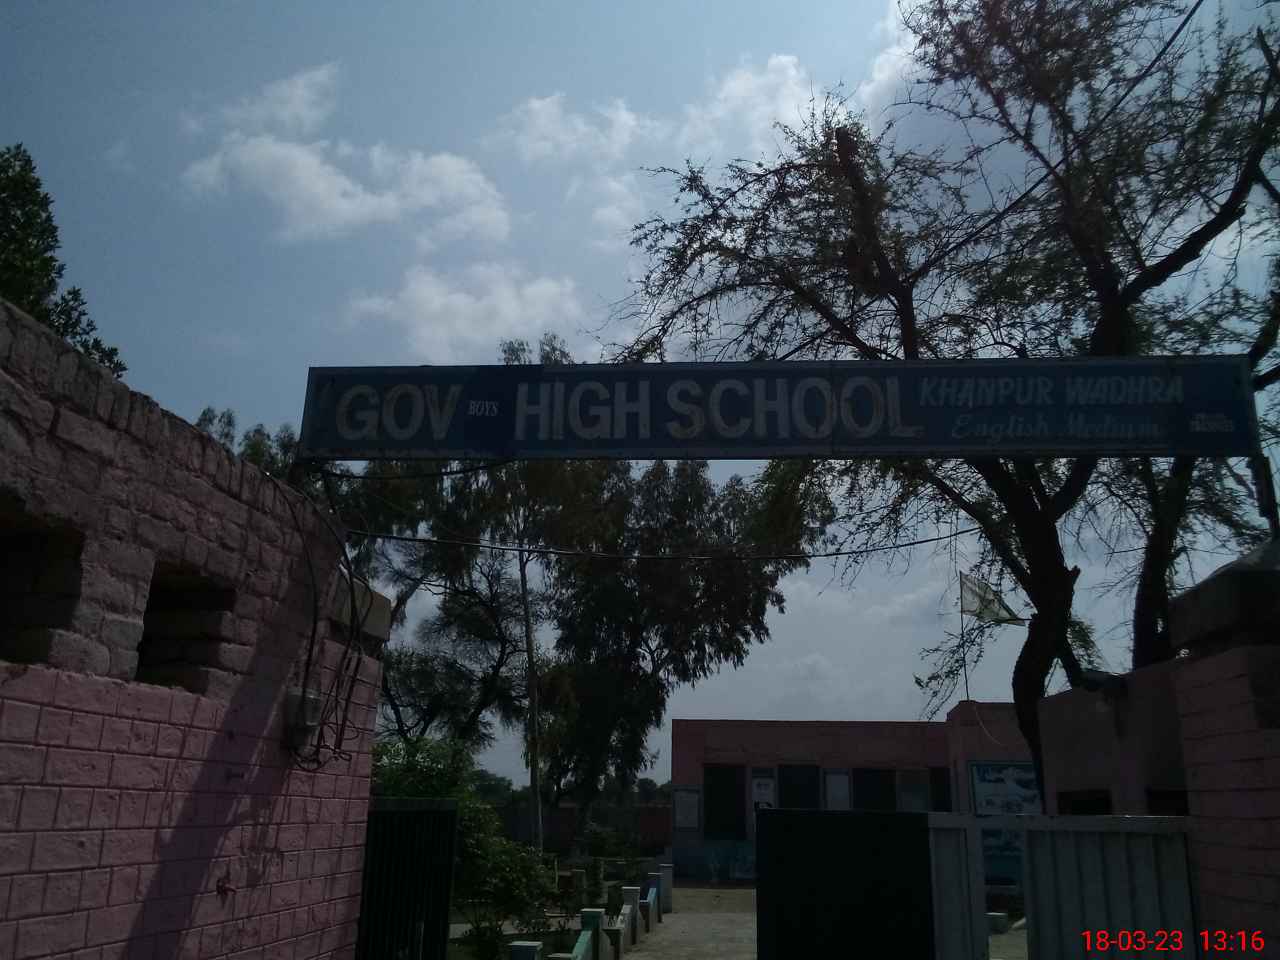 GOV BOYS HIGH SCHOOL KHANPUR WADHRA
English Medium
18-03-23 13:16